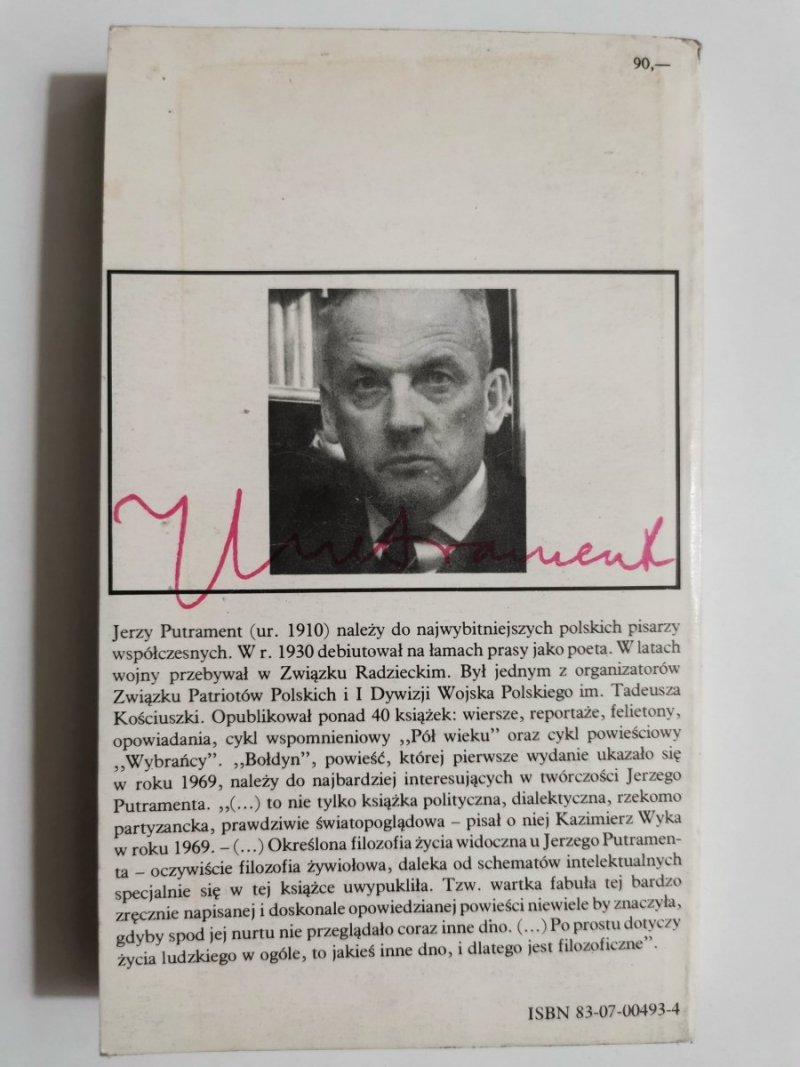 90,—
Putrament
Jerzy Putrament (ur. 1910) należy do najwybitniejszych polskich pisarzy
współczesnych. W r. 1930 debiutował na łamach prasy jako poeta. W latach
wojny przebywał w Związku Radzieckim. Był jednym z organizatorów
Związku Patriotów Polskich i I Dywizji Wojska Polskiego im. Tadeusza
Kościuszki. Opublikował ponad 40 książek: wiersze, reportaże, felietony,
opowiadania, cykl wspomnieniowy ,,Pół wieku” oraz cykl powieściowy
,,Wybrańcy”. ,,Bołdyn”, powieść, której pierwsze wydanie ukazało się
w roku 1969, należy do najbardziej interesujących w twórczości Jerzego
Putramenta. ,,(...) to nie tylko książka polityczna, dialektyczna, rzekomo
partyzancka, prawdziwie światopoglądowa – pisał o niej Kazimierz Wyka
w roku 1969. – (...) Określona filozofia życia widoczna u Jerzego Putramen-
ta – oczywiście filozofia żywiołowa, daleka od schematów intelektualnych
specjalnie się w tej książce uwypukliła. Tzw. wartka fabuła tej bardzo
zręcznie napisanej i doskonale opowiedzianej powieści niewiele by znaczyła,
gdyby spod jej nurtu nie przeglądało coraz inne dno. (...) Po prostu dotyczy
życia ludzkiego w ogóle, to jakieś inne dno, i dlatego jest filozoficzne”.
ISBN 83-07-00493-4